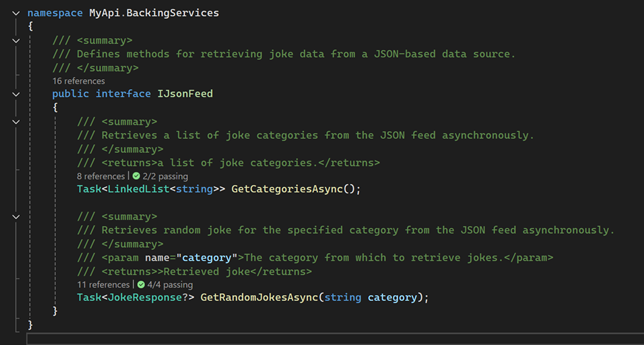 namespace MyApi.BackingServices
{
/// <summary>
/// Defines methods for retrieving joke data from a JSON-based data source.
/// </summary>
16 references
public interface IJsonFeed
{
/// <summary>
/// Retrieves a list of joke categories from the JSON feed asynchronously.
/// </summary>
/// <returns>a list of joke categories.</returns>
8 references | 2/2 passing
Task<LinkedList<string>> GetCategoriesAsync();
/// <summary>
/// Retrieves random joke for the specified category from the JSON feed asynchronously.
/// </summary>
/// <param name="category">The category from which to retrieve jokes.</param>
/// <returns>>Retrieved joke</returns>
11 references | 4/4 passing
Task<JokeResponse?> GetRandomJokesAsync(string category);
}
}